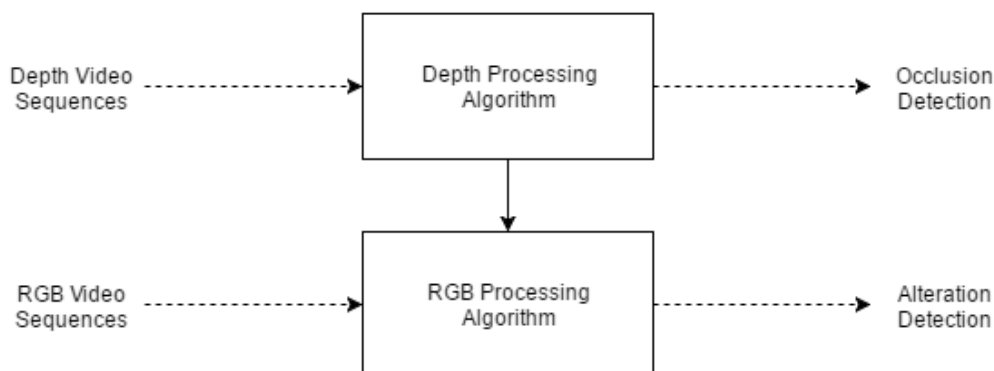 Depth Video
Sequences
Depth Processing
Algorithm
Occlusion
Detection
RGB Video
Sequences
RGB Processing
Algorithm
Alteration
Detection